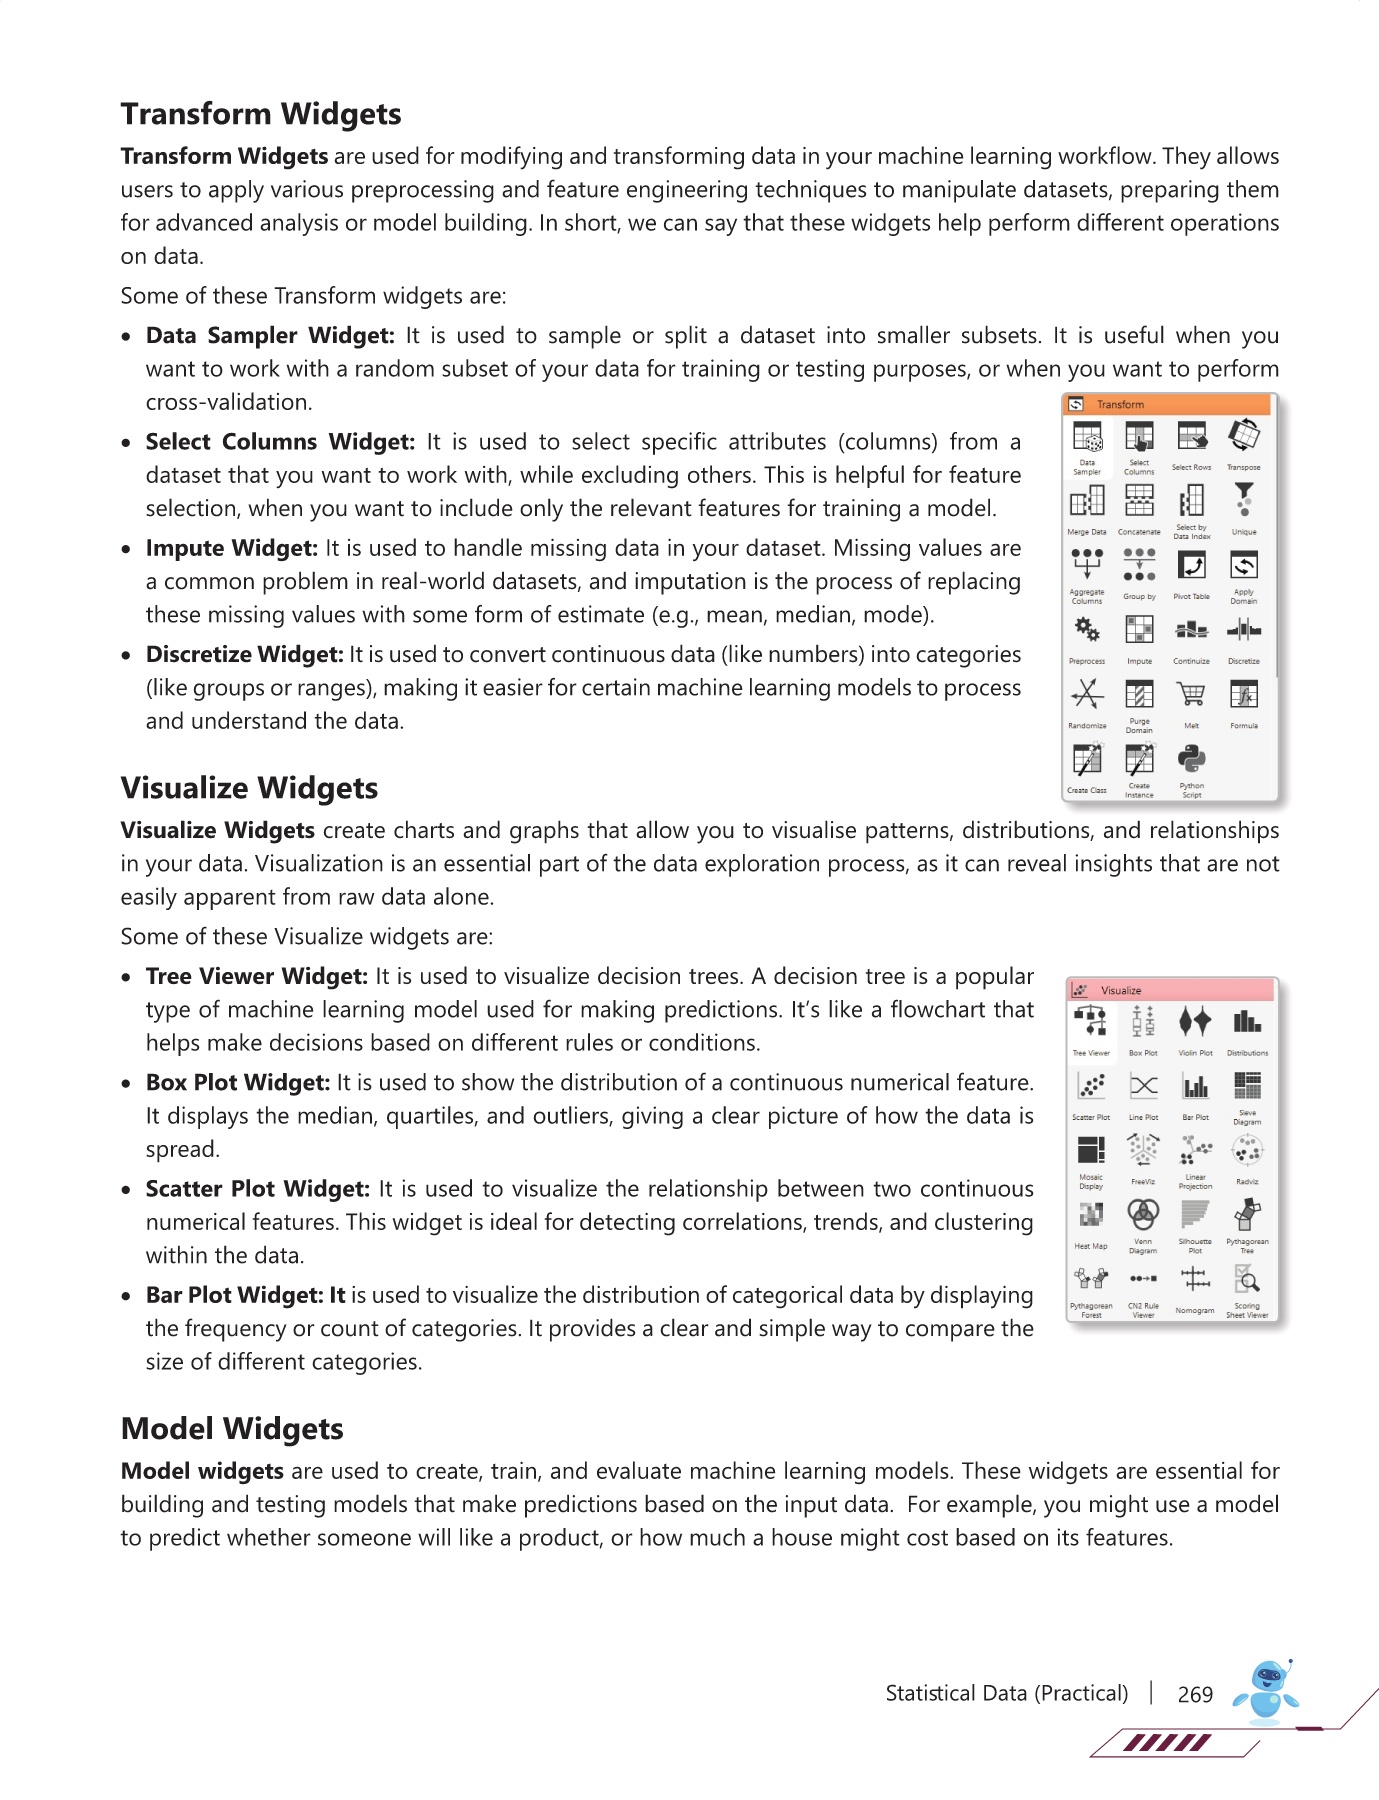 Transform Widgets
Transform Widgets are used for modifying and transforming data in your machine learning workflow. They allows
users to apply various preprocessing and feature engineering techniques to manipulate datasets, preparing them
for advanced analysis or model building. In short, we can say that these widgets help perform different operations
on data.
Some of these Transform widgets are:
• Data Sampler Widget: It is used to sample or split a dataset into smaller subsets. It is useful when you
want to work with a random subset of your data for training or testing purposes, or when you want to perform
cross-validation.
• Select Columns Widget: It is used to select specific attributes (columns) from a
dataset that you want to work with, while excluding others. This is helpful for feature
selection, when you want to include only the relevant features for training a model.
• Impute Widget: It is used to handle missing data in your dataset. Missing values are
a common problem in real-world datasets, and imputation is the process of replacing
these missing values with some form of estimate (e.g., mean, median, mode).
• Discretize Widget: It is used to convert continuous data (like numbers) into categories
(like groups or ranges), making it easier for certain machine learning models to process
and understand the data.
Transform
Data Sampler
Select Columns
Select Rows
Transpose
Merge Data
Concatenate
Select by Data Index
Unique
Aggregate Columns
Group by
Pivot Table
Apply Domain
Preprocess
Impute
Continuize
Discretize
Randomize
Purge Domain
Melt
Formula
Create Class
Create Instance
Python Script
Visualize Widgets
Visualize Widgets create charts and graphs that allow you to visualise patterns, distributions, and relationships
in your data. Visualization is an essential part of the data exploration process, as it can reveal insights that are not
easily apparent from raw data alone.
Some of these Visualize widgets are:
• Tree Viewer Widget: It is used to visualize decision trees. A decision tree is a popular
type of machine learning model used for making predictions. It's like a flowchart that
helps make decisions based on different rules or conditions.
• Box Plot Widget: It is used to show the distribution of a continuous numerical feature.
It displays the median, quartiles, and outliers, giving a clear picture of how the data is
spread.
• Scatter Plot Widget: It is used to visualize the relationship between two continuous
numerical features. This widget is ideal for detecting correlations, trends, and clustering
within the data.
• Bar Plot Widget: It is used to visualize the distribution of categorical data by displaying
the frequency or count of categories. It provides a clear and simple way to compare the
size of different categories.
Visualize
Tree Viewer
Box Plot
Violin Plot
Distributions
Scatter Plot
Line Plot
Bar Plot
Sieve Diagram
Mosaic Display
FreeViz
Linear Projection
Radviz
Heat Map
Venn Diagram
Silhouette Plot
Pythagorean Tree
Pythagorean Forest
CN2 Rule Viewer
Nomogram
Scoring Sheet Viewer
Model Widgets
Model widgets are used to create, train, and evaluate machine learning models. These widgets are essential for
building and testing models that make predictions based on the input data. For example, you might use a model
to predict whether someone will like a product, or how much a house might cost based on its features.
Statistical Data (Practical) | 269